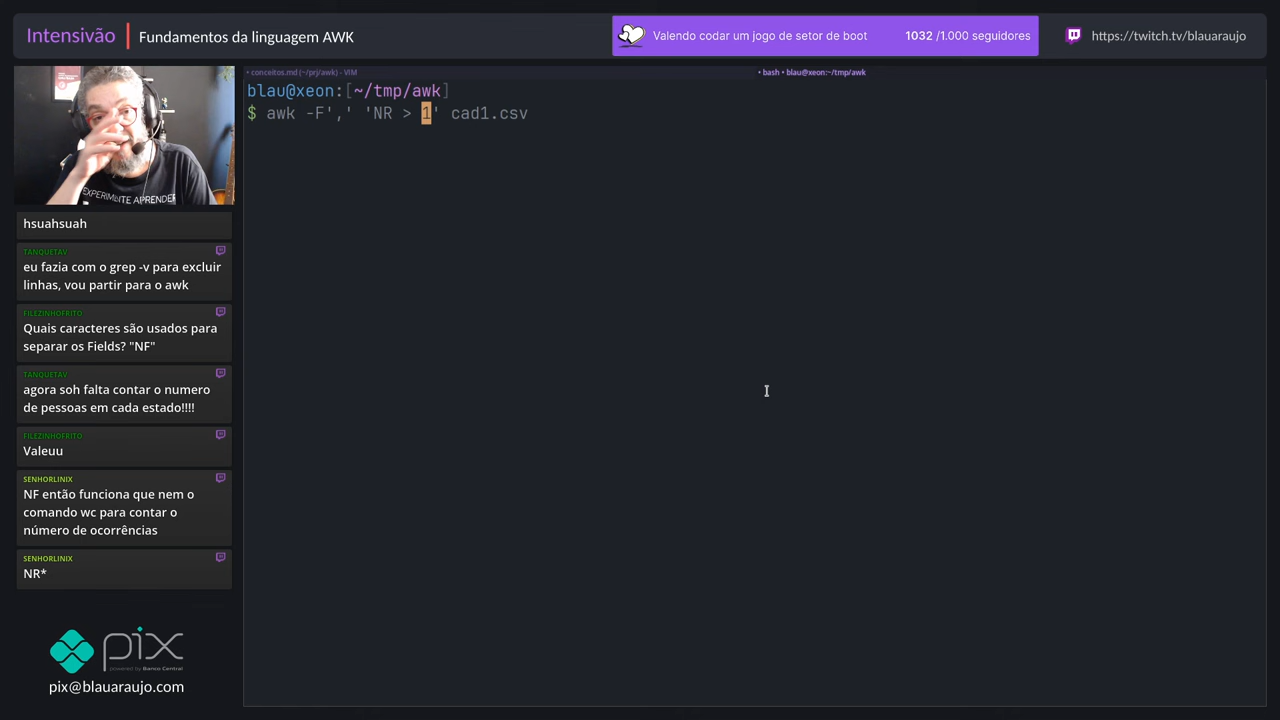 Intensivão
Fundamentos da linguagem AWK
Valendo codar um jogo de setor de boot 1032 /1.000 seguidores
https://twitch.tv/blauaraujo
• conceitos.md (~/prj/awk) - VIM
• bash • blau@xeon:~/tmp/awk
blau@xeon:[~/tmp/awk]
$ awk -F',' 'NR > 1' cad1.csv
EXPERIMENTE APRENDER
hsuahsuah
TANQUETAV
eu fazia com o grep -v para excluir
linhas, vou partir para o awk
FILEZINHOFRITO
Quais caracteres são usados para
separar os Fields? "NF"
TANQUETAV
agora soh falta contar o numero
de pessoas em cada estado!!!!
FILEZINHOFRITO
Valeuu
SENHORLINIX
NF então funciona que nem o
comando wc para contar o
número de ocorrências
SENHORLINIX
NR*
pix
powered by Banco Central
pix@blauaraujo.com